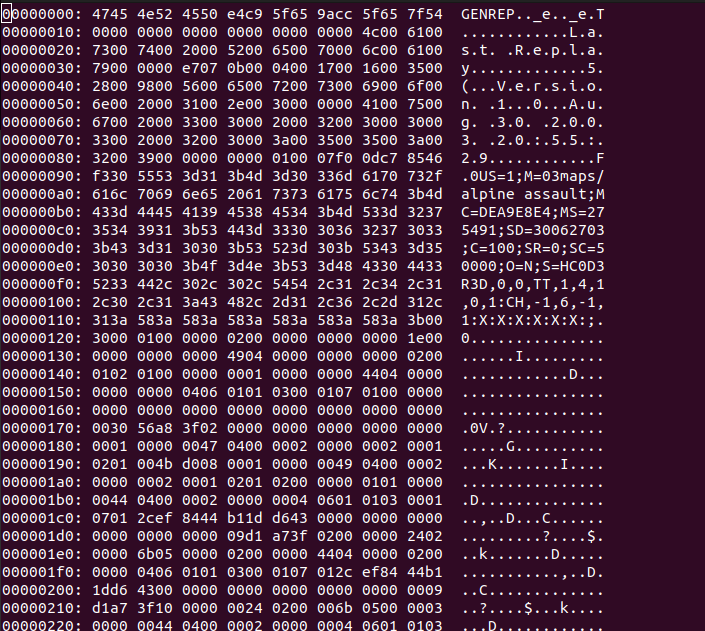 00000000: 4745 4e52 4550 e4c9 5f65 9acc 5f65 7f54  GENREP.._e.._e.T
00000010: 0000 0000 0000 0000 0000 0000 4c00 6100  ............L.a.
00000020: 7300 7400 2000 5200 6500 7000 6c00 6100  s.t. .R.e.p.l.a.
00000030: 7900 0000 e707 0b00 0400 1700 1600 3500  y.............5.
00000040: 2800 9800 5600 6500 7200 7300 6900 6f00  (...V.e.r.s.i.o.
00000050: 6e00 2000 3100 2e00 3000 0000 4100 7500  n. .1...0...A.u.
00000060: 6700 2000 3300 3000 2000 3200 3000 3000  g. .3.0. .2.0.0.
00000070: 3300 2000 3200 3000 3a00 3500 3500 3a00  3. .2.0.:.5.5.:.
00000080: 3200 3900 0000 0000 0100 07f0 0dc7 8546  2.9............F
00000090: f330 5553 3d31 3b4d 3d30 336d 6170 732f  .0US=1;M=03maps/
000000a0: 616c 7069 6e65 2061 7373 6175 6c74 3b4d  alpine assault;M
000000b0: 433d 4445 4139 4538 4534 3b4d 533d 3237  C=DEA9E8E4;MS=27
000000c0: 3534 3931 3b53 443d 3330 3036 3237 3033  5491;SD=30062703
000000d0: 3b43 3d31 3030 3b53 523d 303b 5343 3d35  ;C=100;SR=0;SC=5
000000e0: 3030 3030 3b4f 3d4e 3b53 3d48 4330 4433  0000;O=N;S=HC0D3
000000f0: 5233 442c 302c 302c 5454 2c31 2c34 2c31  R3D,0,0,TT,1,4,1
00000100: 2c30 2c31 3a43 482c 2d31 2c36 2c2d 312c  ,0,1:CH,-1,6,-1,
00000110: 313a 583a 583a 583a 583a 583a 583a 3b00  1:X:X:X:X:X:X:;.
00000120: 3000 0100 0000 0200 0000 0000 0000 1e00  0...............
00000130: 0000 0000 0000 4904 0000 0000 0000 0200  ......I.........
00000140: 0102 0100 0000 0001 0000 0000 4404 0000  ............D...
00000150: 0000 0000 0406 0101 0300 0107 0100 0000  ................
00000160: 0000 0000 0000 0000 0000 0000 0000 0000  ................
00000170: 0030 56a8 3f02 0000 0000 0000 0000 0000  .0V.?...........
00000180: 0001 0000 0047 0400 0002 0000 0002 0001  .....G..........
00000190: 0201 004b d008 0001 0000 0049 0400 0002  ...K.......I....
000001a0: 0000 0002 0001 0201 0200 0000 0101 0000  ................
000001b0: 0044 0400 0002 0000 0004 0601 0103 0001  .D..............
000001c0: 0701 2cef 8444 b11d d643 0000 0000 0000  ..,..D...C......
000001d0: 0000 0000 0000 09d1 a73f 0200 0000 2402  .........?....$.
000001e0: 0000 6b05 0000 0200 0000 4404 0000 0200  ..k.......D.....
000001f0: 0000 0406 0101 0300 0107 012c ef84 44b1  ...........,..D.
00000200: 1dd6 4300 0000 0000 0000 0000 0000 0009  ..C.............
00000210: d1a7 3f10 0000 0024 0200 006b 0500 0003  ..?....$...k....
00000220: 0000 0044 0400 0002 0000 0004 0601 0103  ...D............